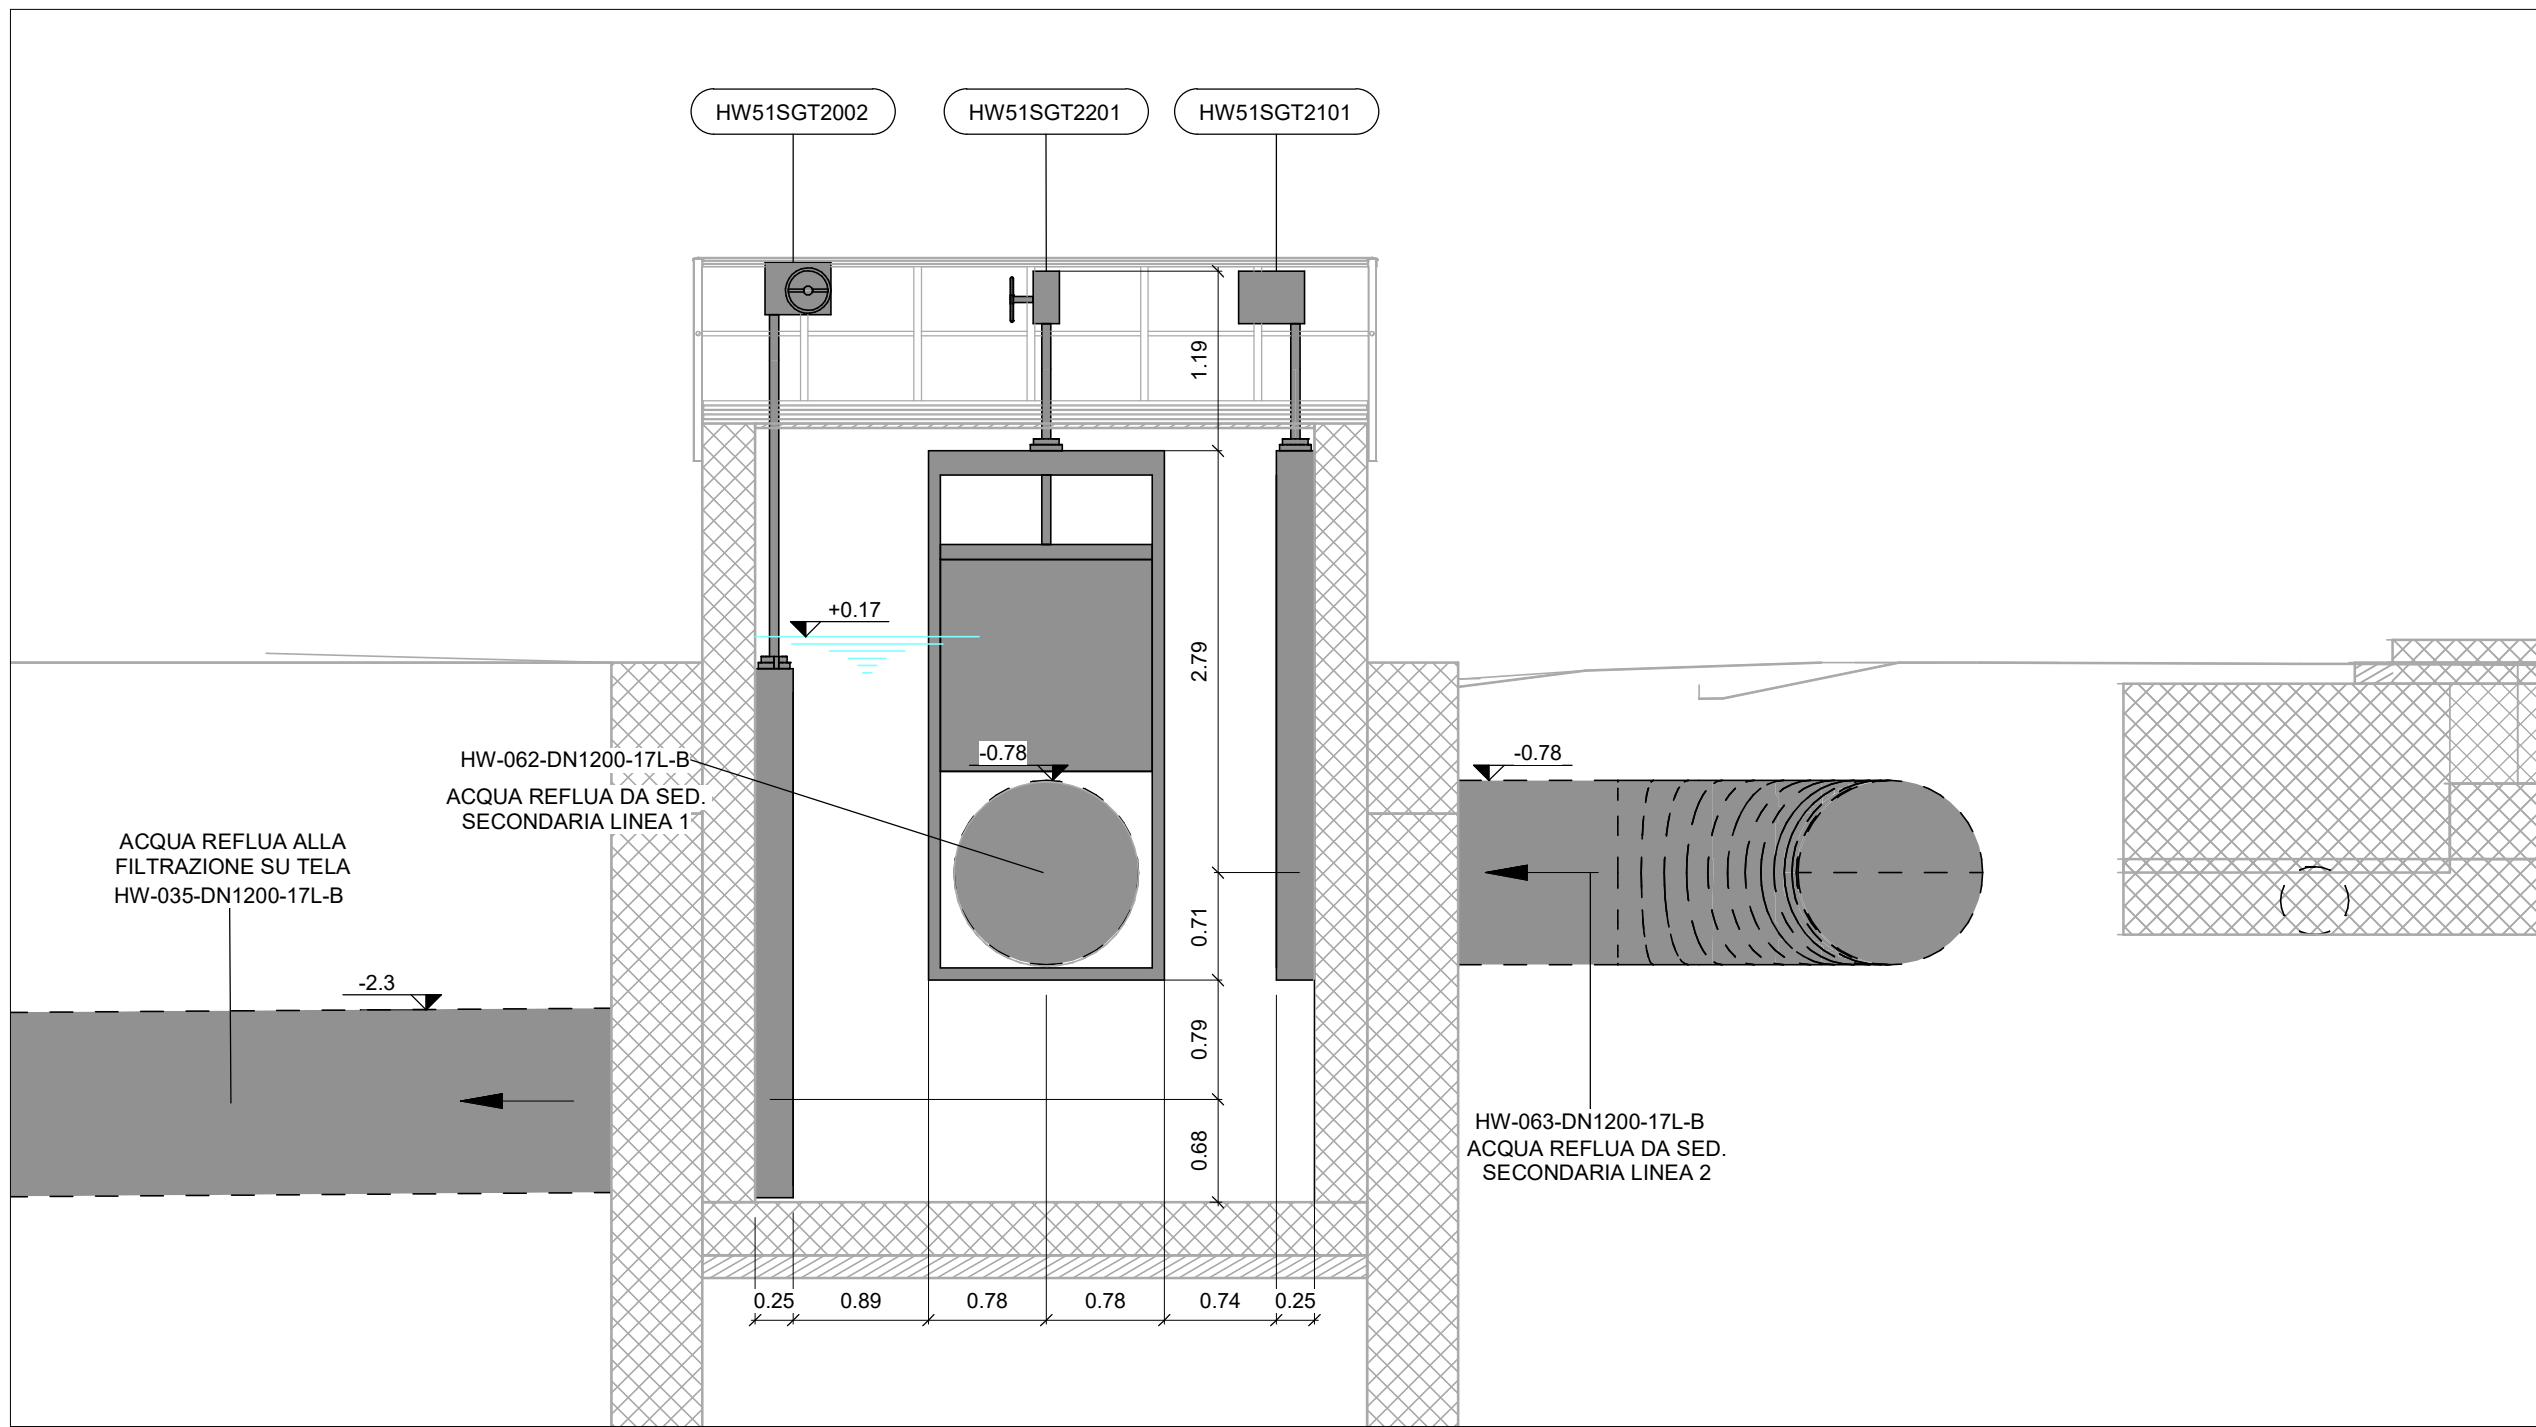 HW51SGT2002
HW51SGT2201
HW51SGT2101
1.19
+0.17
2.79
HW-062-DN1200-17L-B
ACQUA REFLUA DA SED.
SECONDARIA LINEA 1
-0.78
-0.78
ACQUA REFLUA ALLA
FILTRAZIONE SU TELA
HW-035-DN1200-17L-B
-2.3
0.71
0.79
0.68
HW-063-DN1200-17L-B
ACQUA REFLUA DA SED.
SECONDARIA LINEA 2
0.25
0.89
0.78
0.78
0.74
0.25